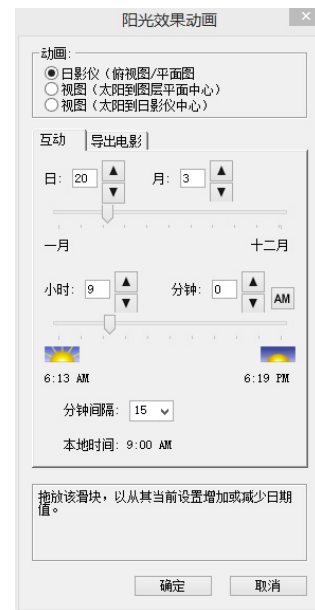 阳光效果动画
动画:
日影仪（俯视图/平面图
视图（太阳到图层平面中心）
视图（太阳到日影仪中心）
互动 导出电影
日: 20 月: 3
一月 十二月
小时: 9 分钟: 0 AM
6:13 AM 6:19 PM
分钟间隔: 15
本地时间: 9:00 AM
拖放该滑块，以从其当前设置增加或减少日期
值。
确定 取消